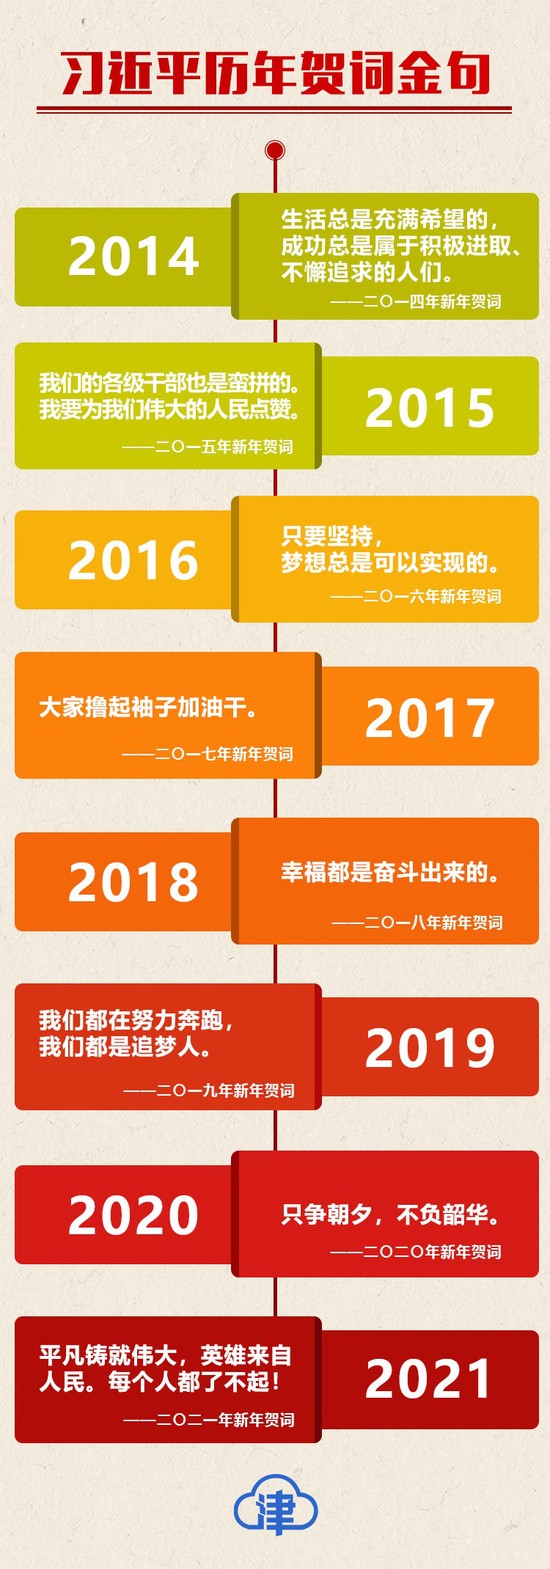 习近平历年贺词金句
2014
生活总是充满希望的，
成功总是属于积极进取、
不懈追求的人们。
——二〇一四年新年贺词
我们的各级干部也是蛮拼的。
我要为我们伟大的人民点赞。
——二〇一五年新年贺词
2015
2016
只要坚持，
梦想总是可以实现的。
——二〇一六年新年贺词
大家撸起袖子加油干。
——二〇一七年新年贺词
2017
2018
幸福都是奋斗出来的。
——二〇一八年新年贺词
我们都在努力奔跑，
我们都是追梦人。
——二〇一九年新年贺词
2019
2020
只争朝夕，不负韶华。
——二〇二〇年新年贺词
平凡铸就伟大，英雄来自
人民。每个人都了不起！
——二〇二一年新年贺词
2021
津